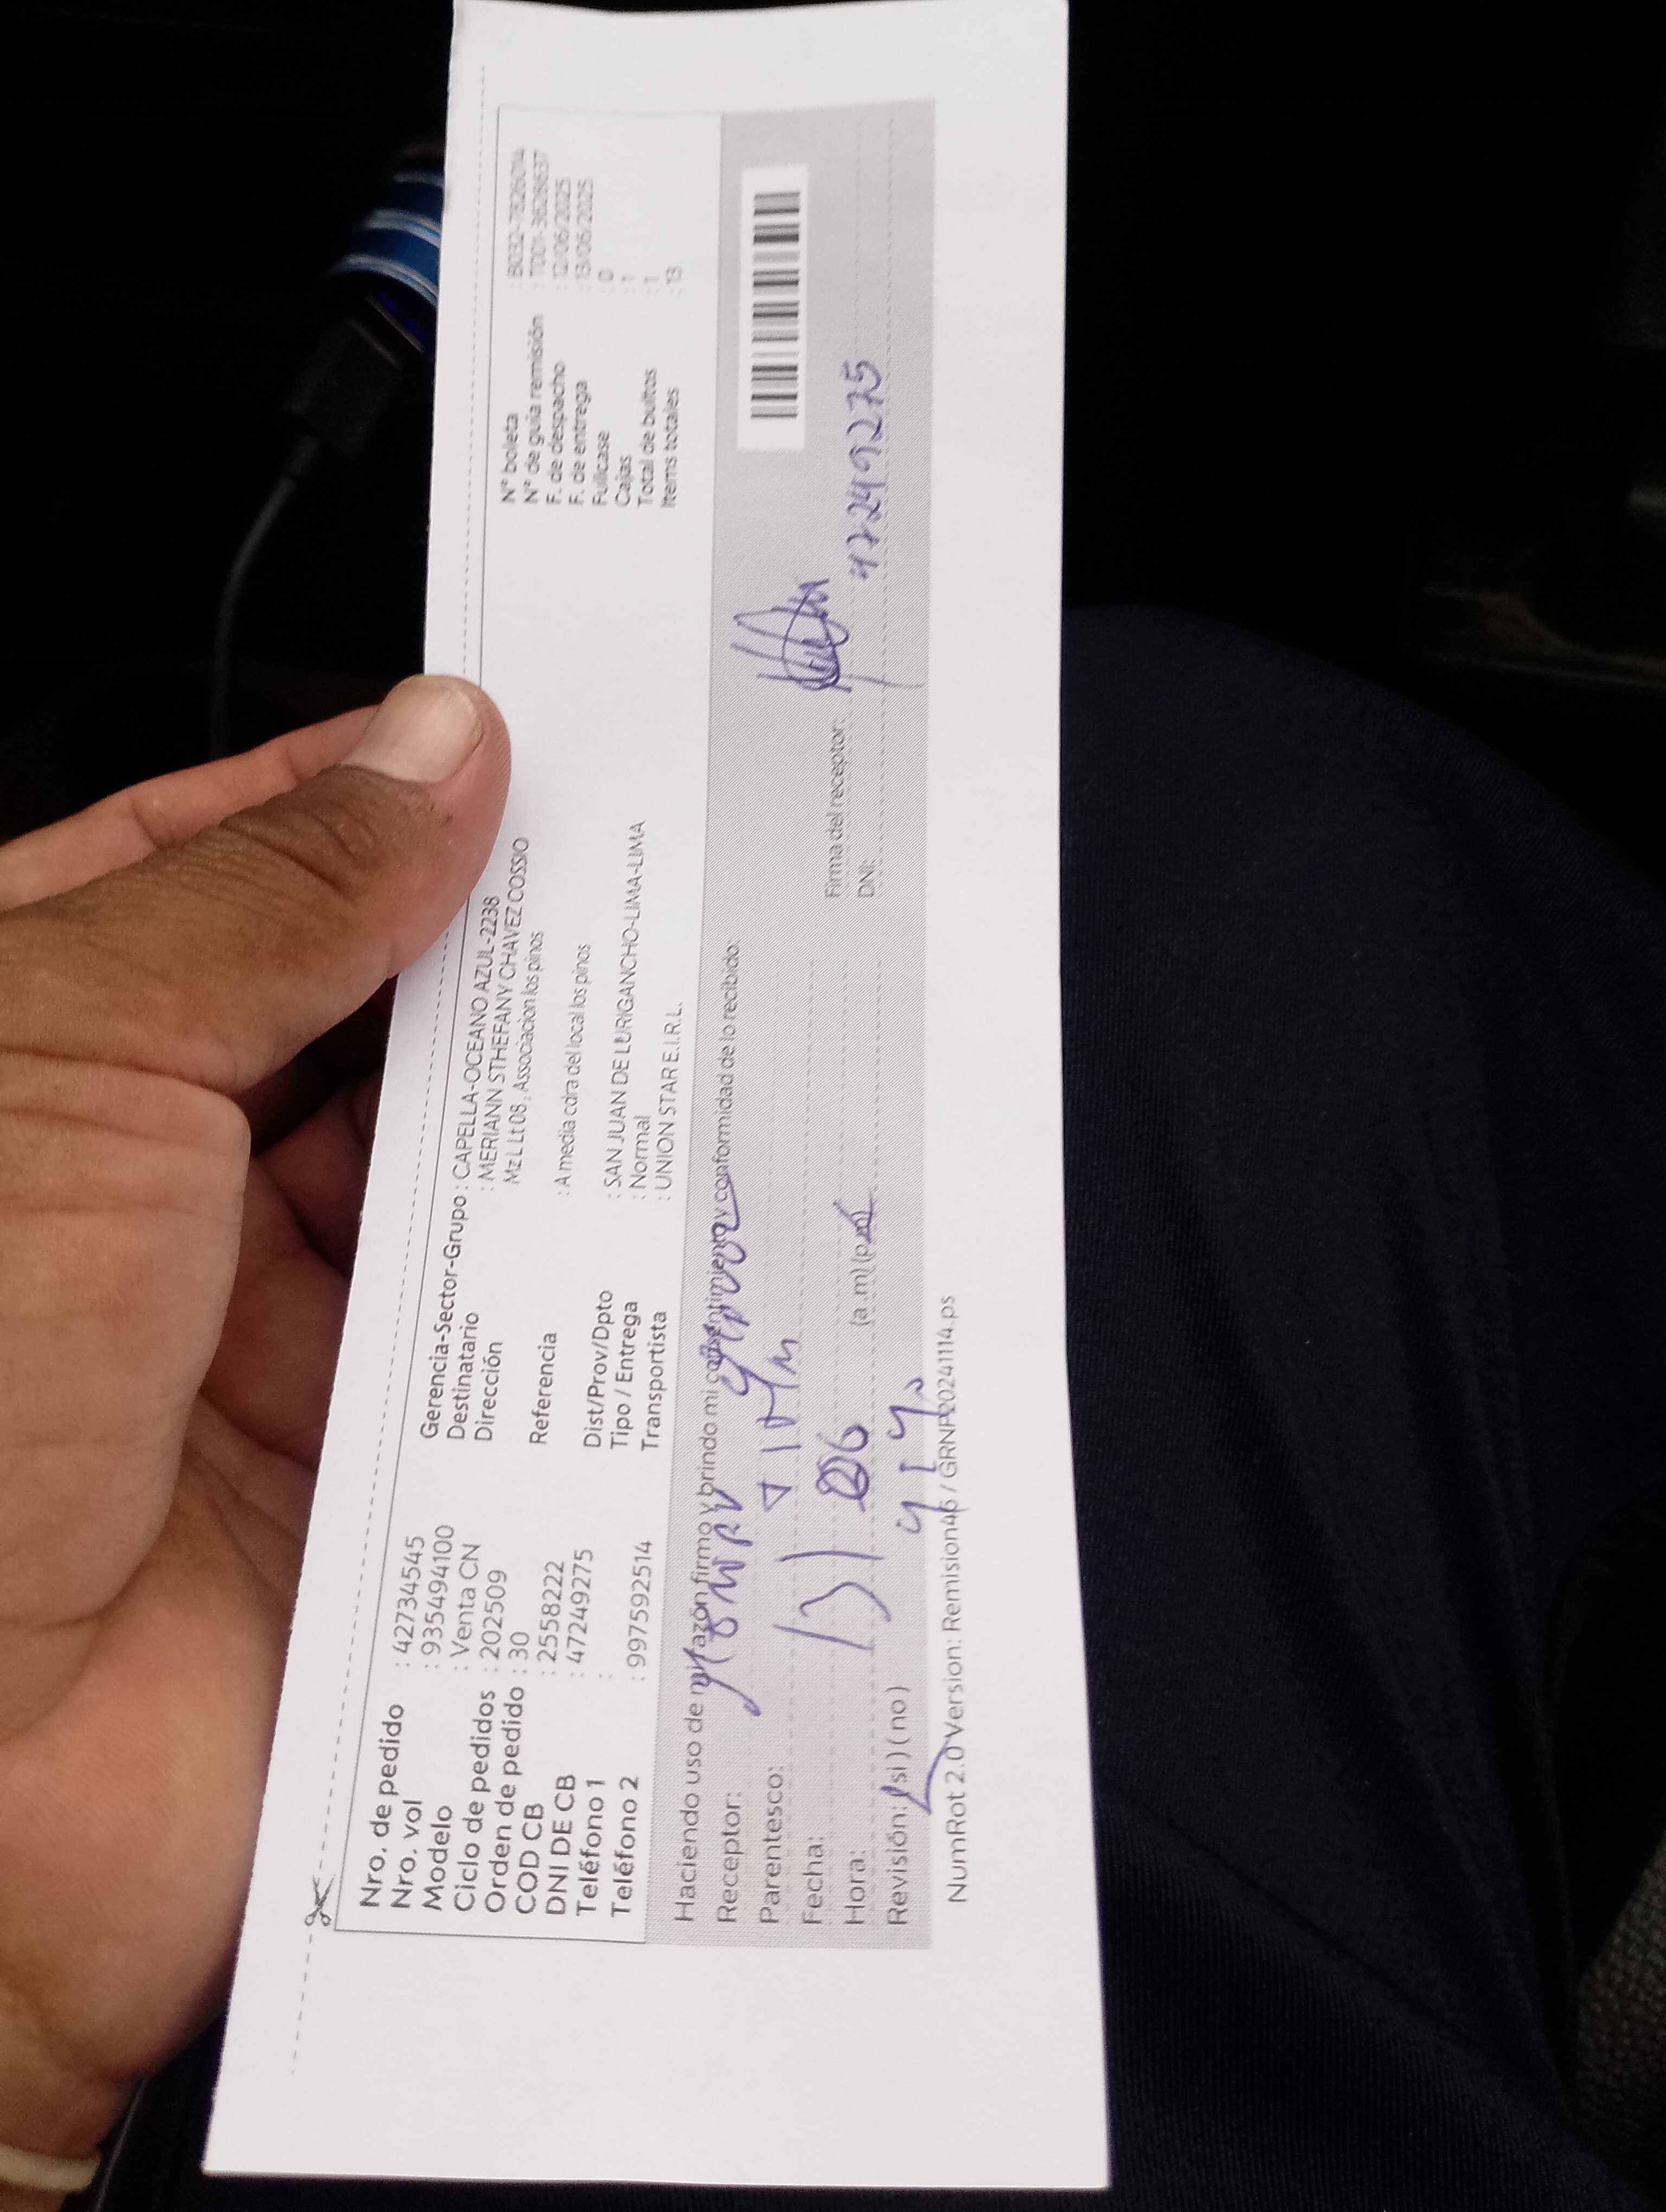 Nro. de pedido : 42734545
Nro. vol : 935494100
Modelo : Venta CN
Ciclo de pedidos : 202509
Orden de pedido : 30
COD CB : 2558222
DNI DE CB : 47249275
Teléfono 1 :
Teléfono 2 : 997592514
Gerencia-Sector-Grupo : CAPELLA-OCEANO AZUL-2238
Destinatario : MERIANN STHEFANY CHAVEZ COSSIO
Dirección Mz L Lt 08 ; Associacion los pinos
Referencia : A media cdra del local los pinos
Dist/Prov/Dpto : SAN JUAN DE LURIGANCHO-LIMA-LIMA
Tipo / Entrega : Normal
Transportista : UNION STAR E.I.R.L.
N° boleta
N° de guía remisión
F. de despacho : 12/06/2025
F. de entrega : 13/06/2025
Fullcase : 0
Cajas : 1
Total de bultos : 1
Items totales : 13
Haciendo uso de mi razón firmo y brindo mi consentimiento y conformidad de lo recibido:
Receptor:
Parentesco:
Fecha: 13 06
Hora: (a.m) (p.m)
Revisión: (si) (no)
Firma del receptor:
DNI: 47249275
NumRot 2.0 Version: Remision46 / GRNP20241114.ps